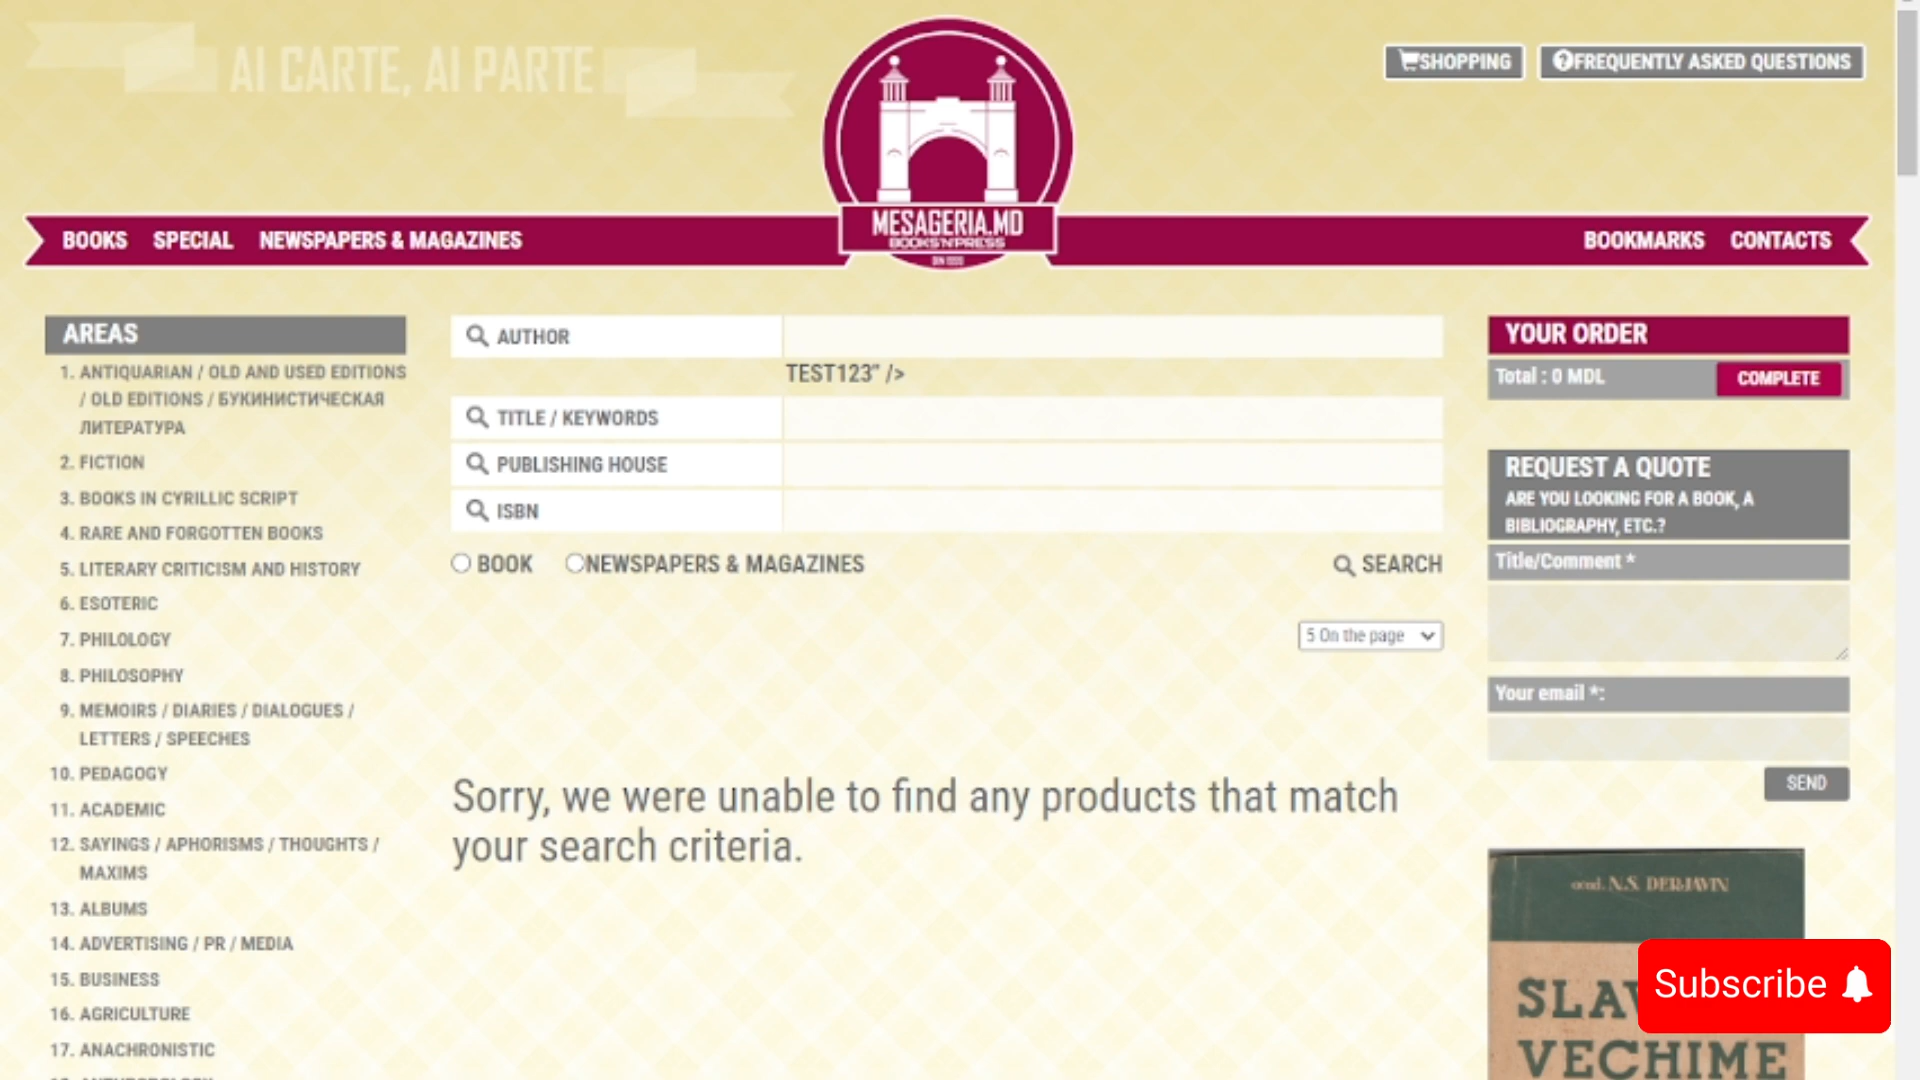 AI CARTE, AI PARTE
SHOPPING
FREQUENTLY ASKED QUESTIONS
MESAGERIA.MD
BOOKS'N'PRESS
BOOKS SPECIAL NEWSPAPERS & MAGAZINES
BOOKMARKS CONTACTS
AREAS
1. ANTIQUARIAN / OLD AND USED EDITIONS
/ OLD EDITIONS / БУКИНИСТИЧЕСКАЯ
ЛИТЕРАТУРА
2. FICTION
3. BOOKS IN CYRILLIC SCRIPT
4. RARE AND FORGOTTEN BOOKS
5. LITERARY CRITICISM AND HISTORY
6. ESOTERIC
7. PHILOLOGY
8. PHILOSOPHY
9. MEMOIRS / DIARIES / DIALOGUES /
LETTERS / SPEECHES
10. PEDAGOGY
11. ACADEMIC
12. SAYINGS / APHORISMS / THOUGHTS /
MAXIMS
13. ALBUMS
14. ADVERTISING / PR / MEDIA
15. BUSINESS
16. AGRICULTURE
17. ANACHRONISTIC
AUTHOR
TEST123" />
TITLE / KEYWORDS
PUBLISHING HOUSE
ISBN
BOOK NEWSPAPERS & MAGAZINES
SEARCH
5 On the page
Sorry, we were unable to find any products that match
your search criteria.
YOUR ORDER
Total : 0 MDL
COMPLETE
REQUEST A QUOTE
ARE YOU LOOKING FOR A BOOK, A
BIBLIOGRAPHY, ETC.?
Title/Comment *
Your email *:
SEND
acad. N.S. DERJAVIN
SLAV
VECHIME
Subscribe